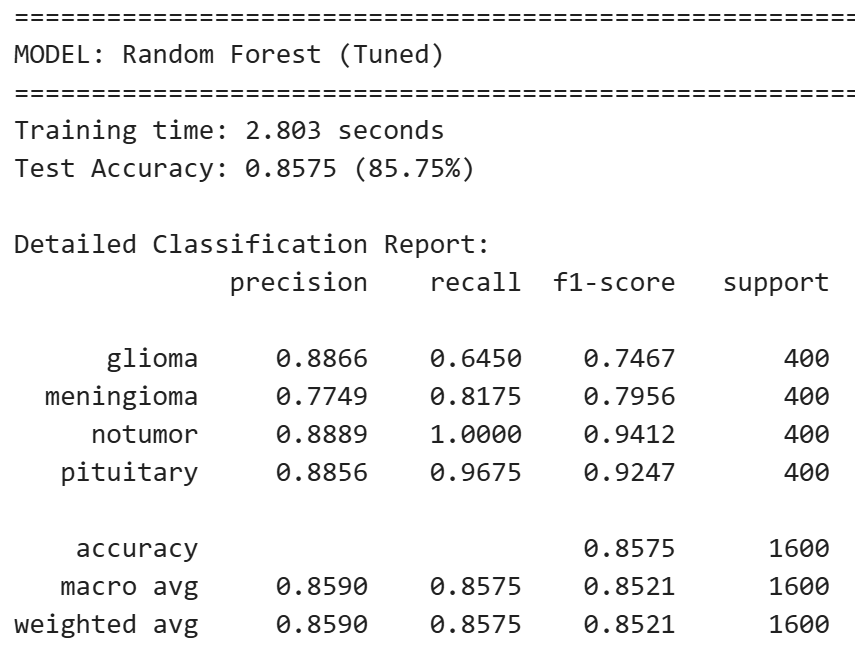 ========================================================
MODEL: Random Forest (Tuned)
========================================================
Training time: 2.803 seconds
Test Accuracy: 0.8575 (85.75%)
Detailed Classification Report:
precision recall f1-score support
glioma 0.8866 0.6450 0.7467 400
meningioma 0.7749 0.8175 0.7956 400
notumor 0.8889 1.0000 0.9412 400
pituitary 0.8856 0.9675 0.9247 400
accuracy 0.8575 1600
macro avg 0.8590 0.8575 0.8521 1600
weighted avg 0.8590 0.8575 0.8521 1600